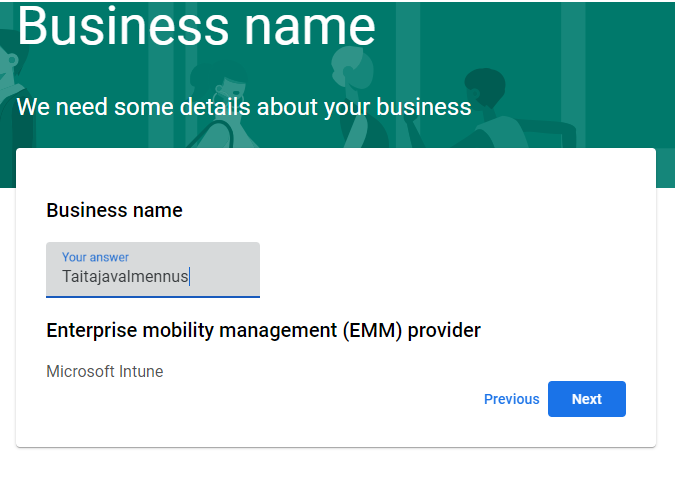 Business name
We need some details about your business
Business name
Your answer
Taitajavalmennus
Enterprise mobility management (EMM) provider
Microsoft Intune
Previous
Next